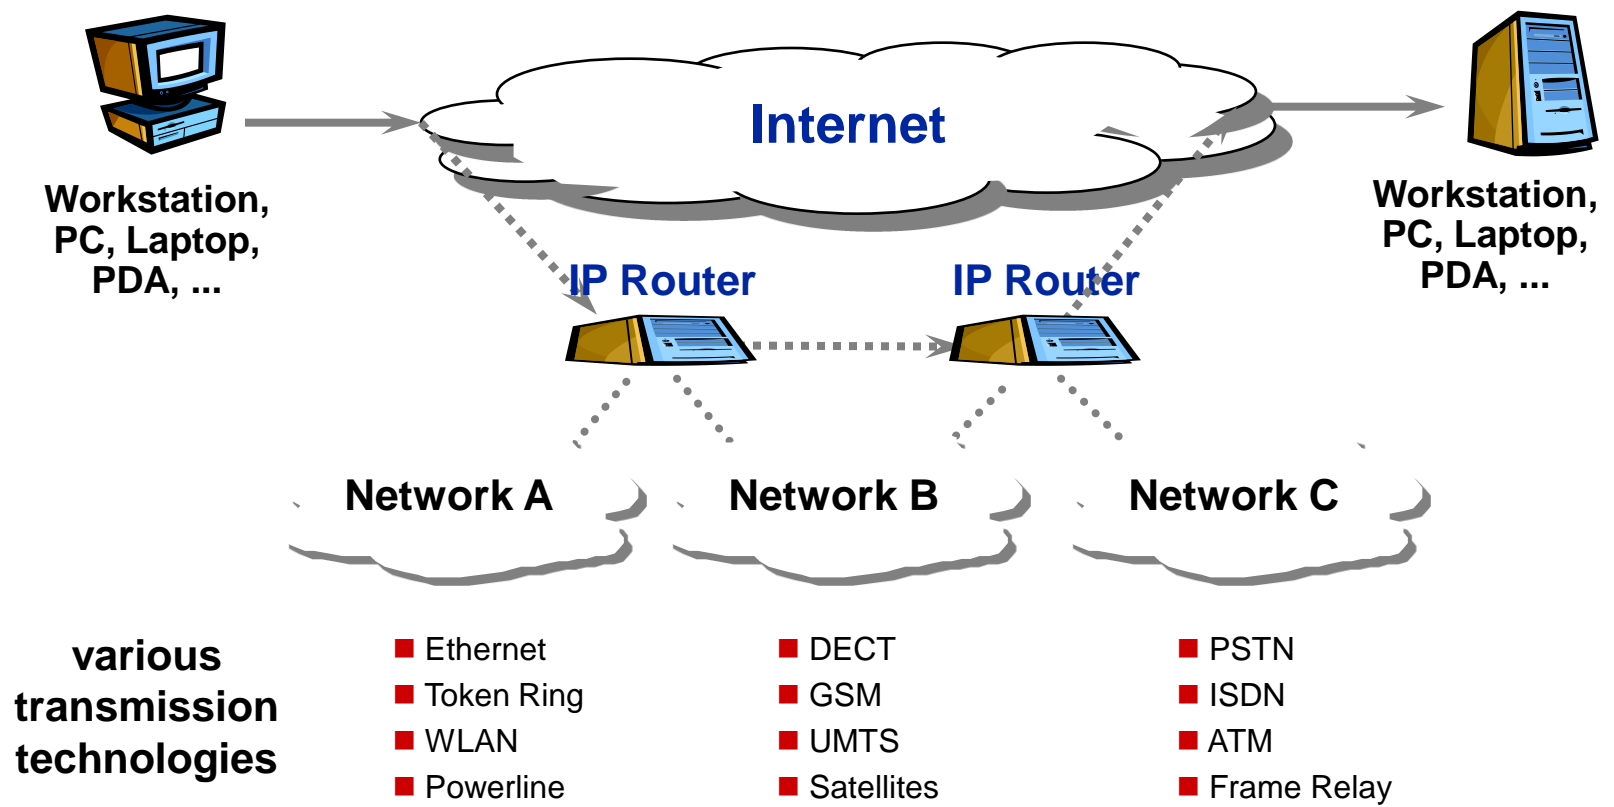 Internet
Workstation,
PC, Laptop,
PDA, ...
Workstation,
PC, Laptop,
PDA, ...
IP Router
IP Router
Network A
Network B
Network C
various
transmission
technologies
Ethernet
Token Ring
WLAN
Powerline
DECT
GSM
UMTS
Satellites
PSTN
ISDN
ATM
Frame Relay